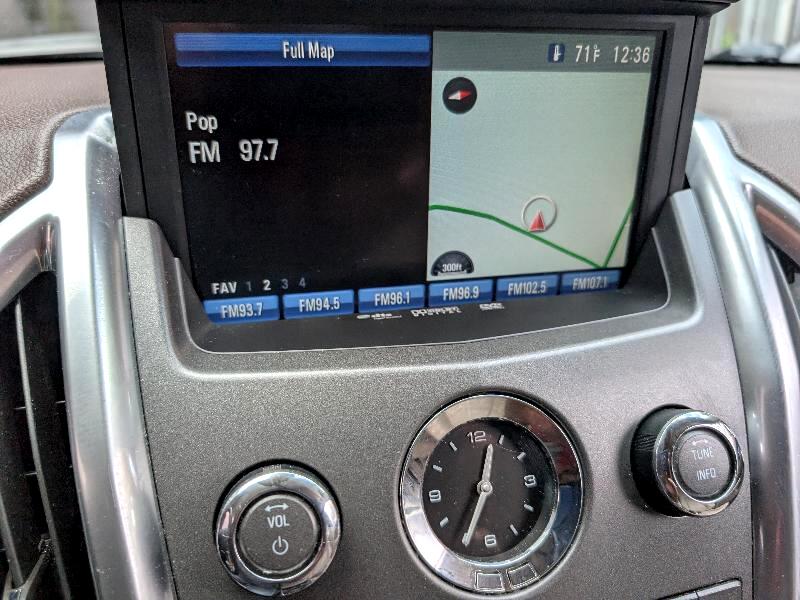 Full Map
71°F 12:36
Pop
FM 97.7
300ft
FAV 1 2 3 4
FM93.7 FM94.5 FM96.1 FM96.9 FM102.5 FM107.1
dts
12
3
6
9
VOL
TUNE
INFO